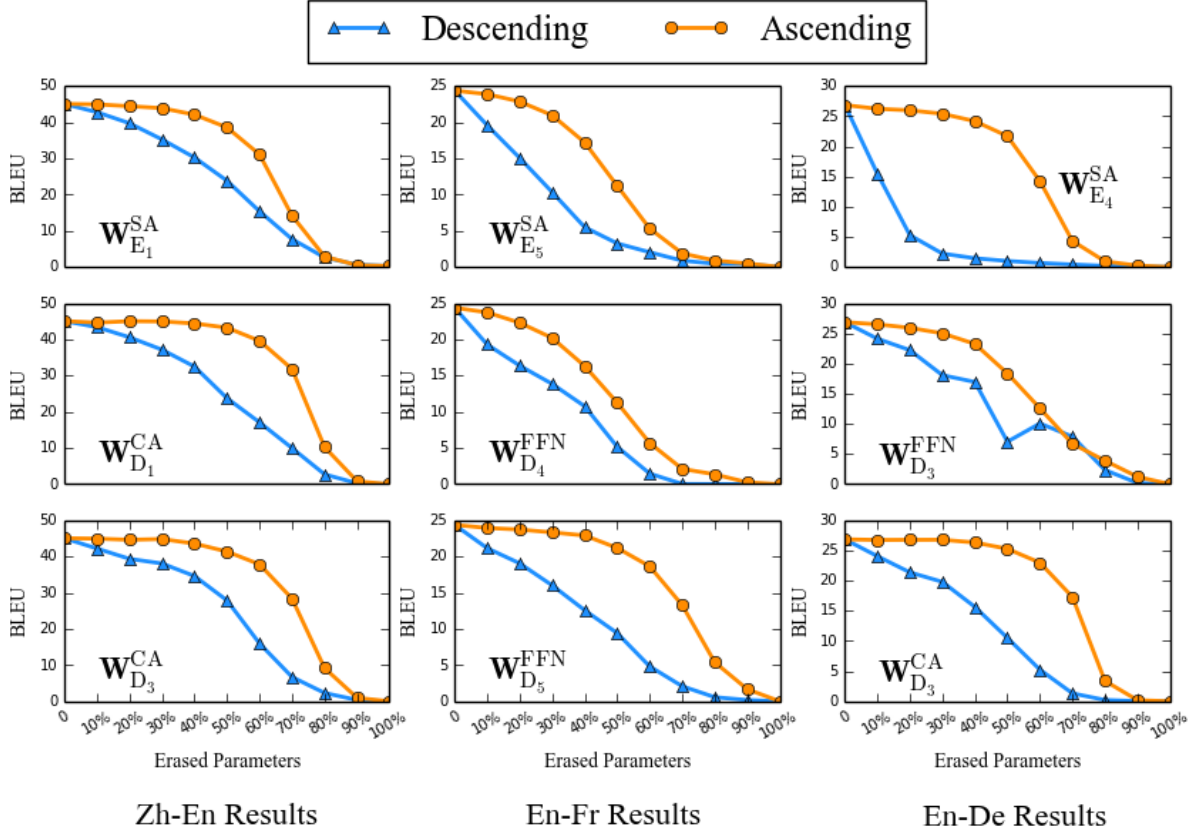 Descending Ascending
50 40 30 20 10 0 BLEU W^SA_E1
25 20 15 10 5 0 BLEU W^SA_E5
30 25 20 15 10 5 0 BLEU W^SA_E4
50 40 30 20 10 0 BLEU W^CA_D1
25 20 15 10 5 0 BLEU W^FFN_D4
30 25 20 15 10 5 0 BLEU W^FFN_D3
50 40 30 20 10 0 BLEU W^CA_D3
25 20 15 10 5 0 BLEU W^FFN_D5
30 25 20 15 10 5 0 BLEU W^CA_D3
0 10% 20% 30% 40% 50% 60% 70% 80% 90% 100%
0 10% 20% 30% 40% 50% 60% 70% 80% 90% 100%
0 10% 20% 30% 40% 50% 60% 70% 80% 90% 100%
Erased Parameters Erased Parameters Erased Parameters
Zh-En Results En-Fr Results En-De Results